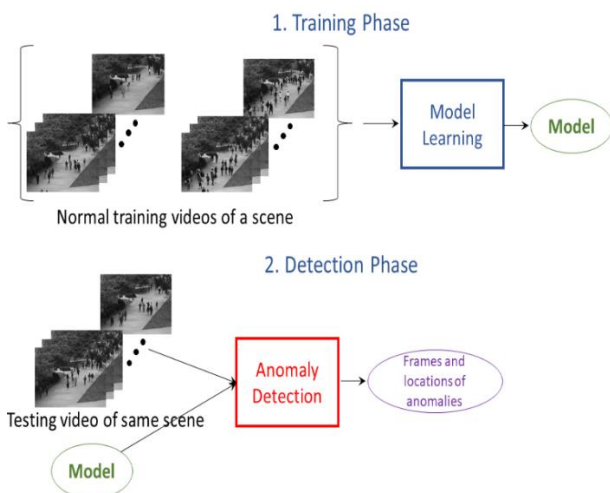 1. Training Phase
Model
Learning
Model
Normal training videos of a scene
2. Detection Phase
Anomaly
Detection
Frames and
locations of
anomalies
Testing video of same scene
Model